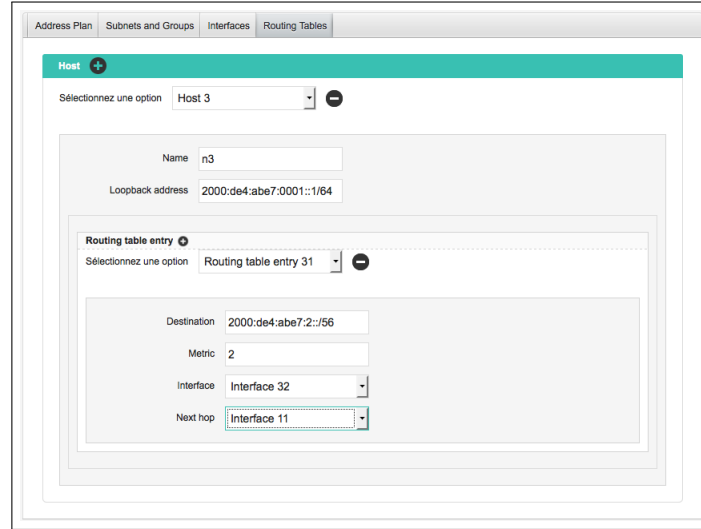 Address Plan Subnets and Groups Interfaces Routing Tables
Host
Sélectionnez une option Host 3
Name n3
Loopback address 2000:de4:abe7:0001::1/64
Routing table entry
Sélectionnez une option Routing table entry 31
Destination 2000:de4:abe7:2::/56
Metric 2
Interface Interface 32
Next hop Interface 11